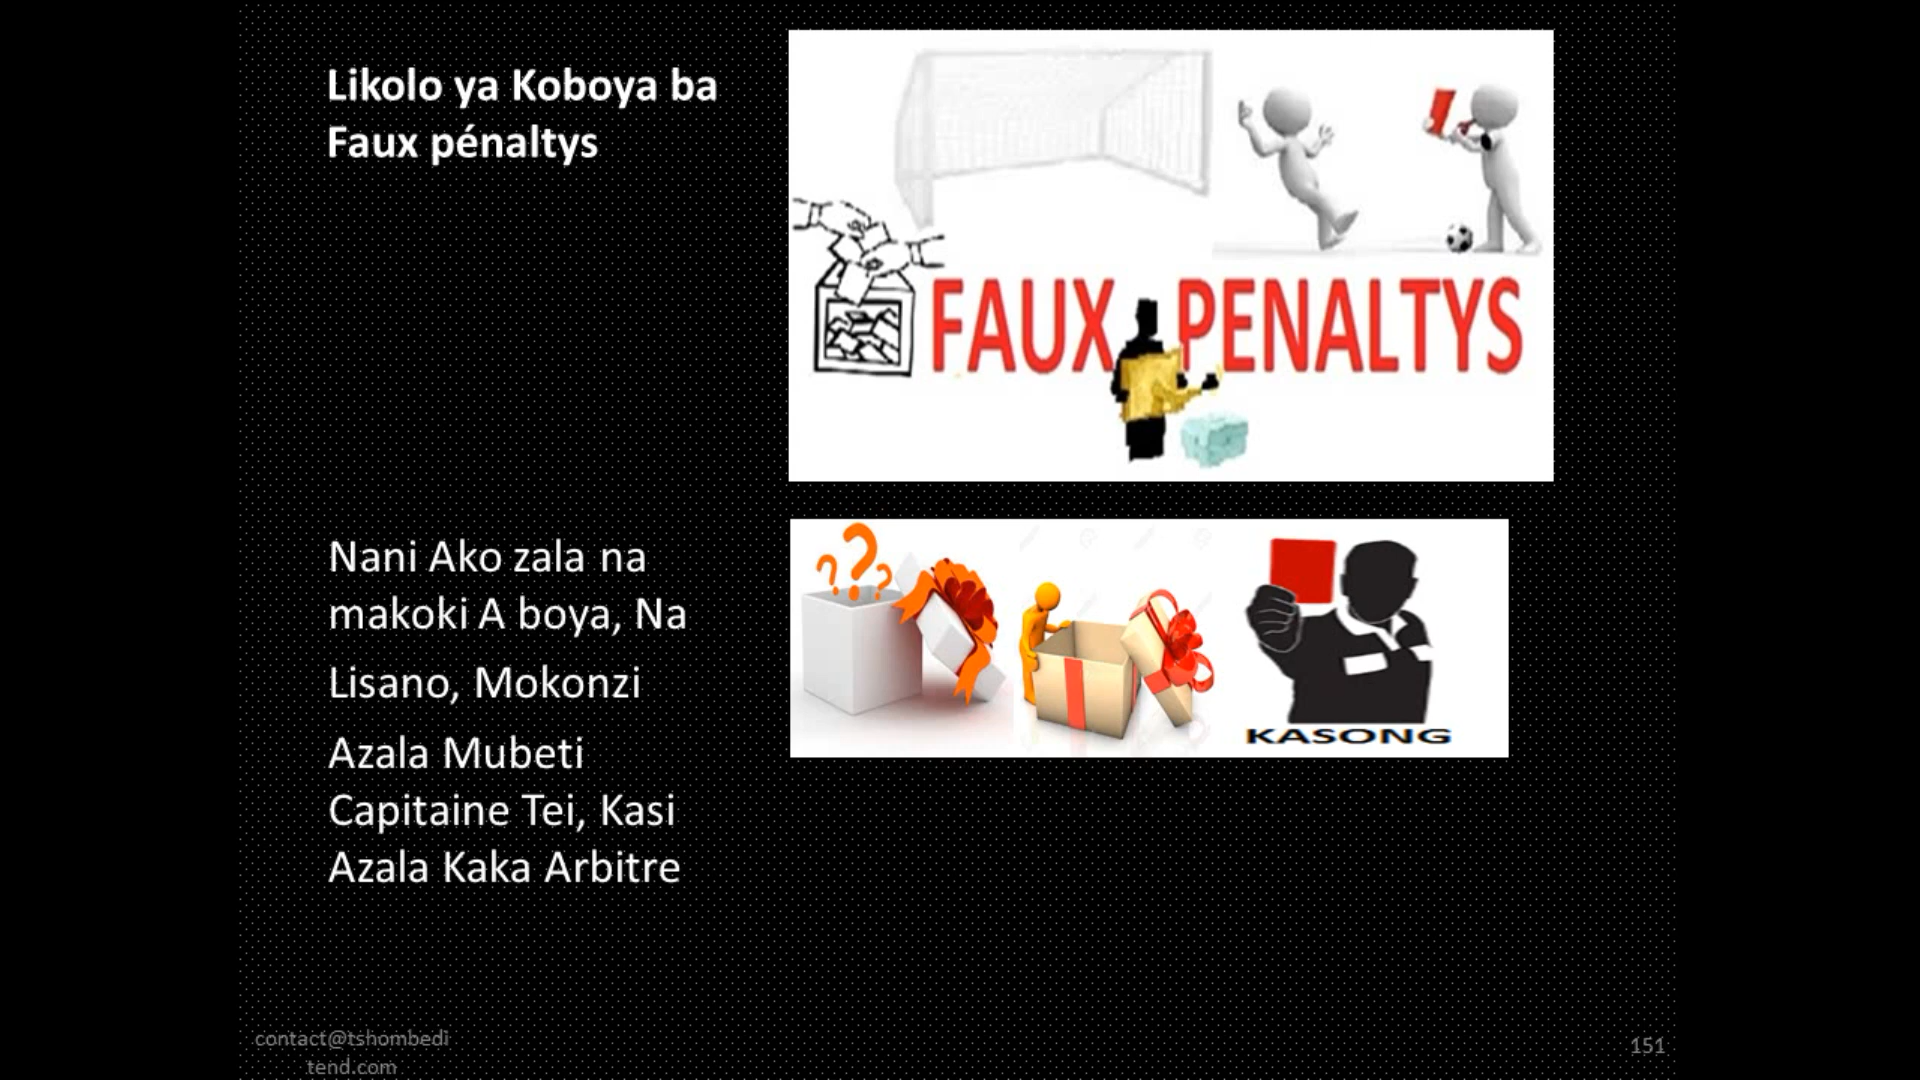 Likolo ya Koboya ba
Faux pénaltys
FAUX PENALTYS
Nani Ako zala na
makoki A boya, Na
Lisano, Mokonzi
Azala Mubeti
Capitaine Tei, Kasi
Azala Kaka Arbitre
???
KASONG
contact@tshombedi
tend.com
151